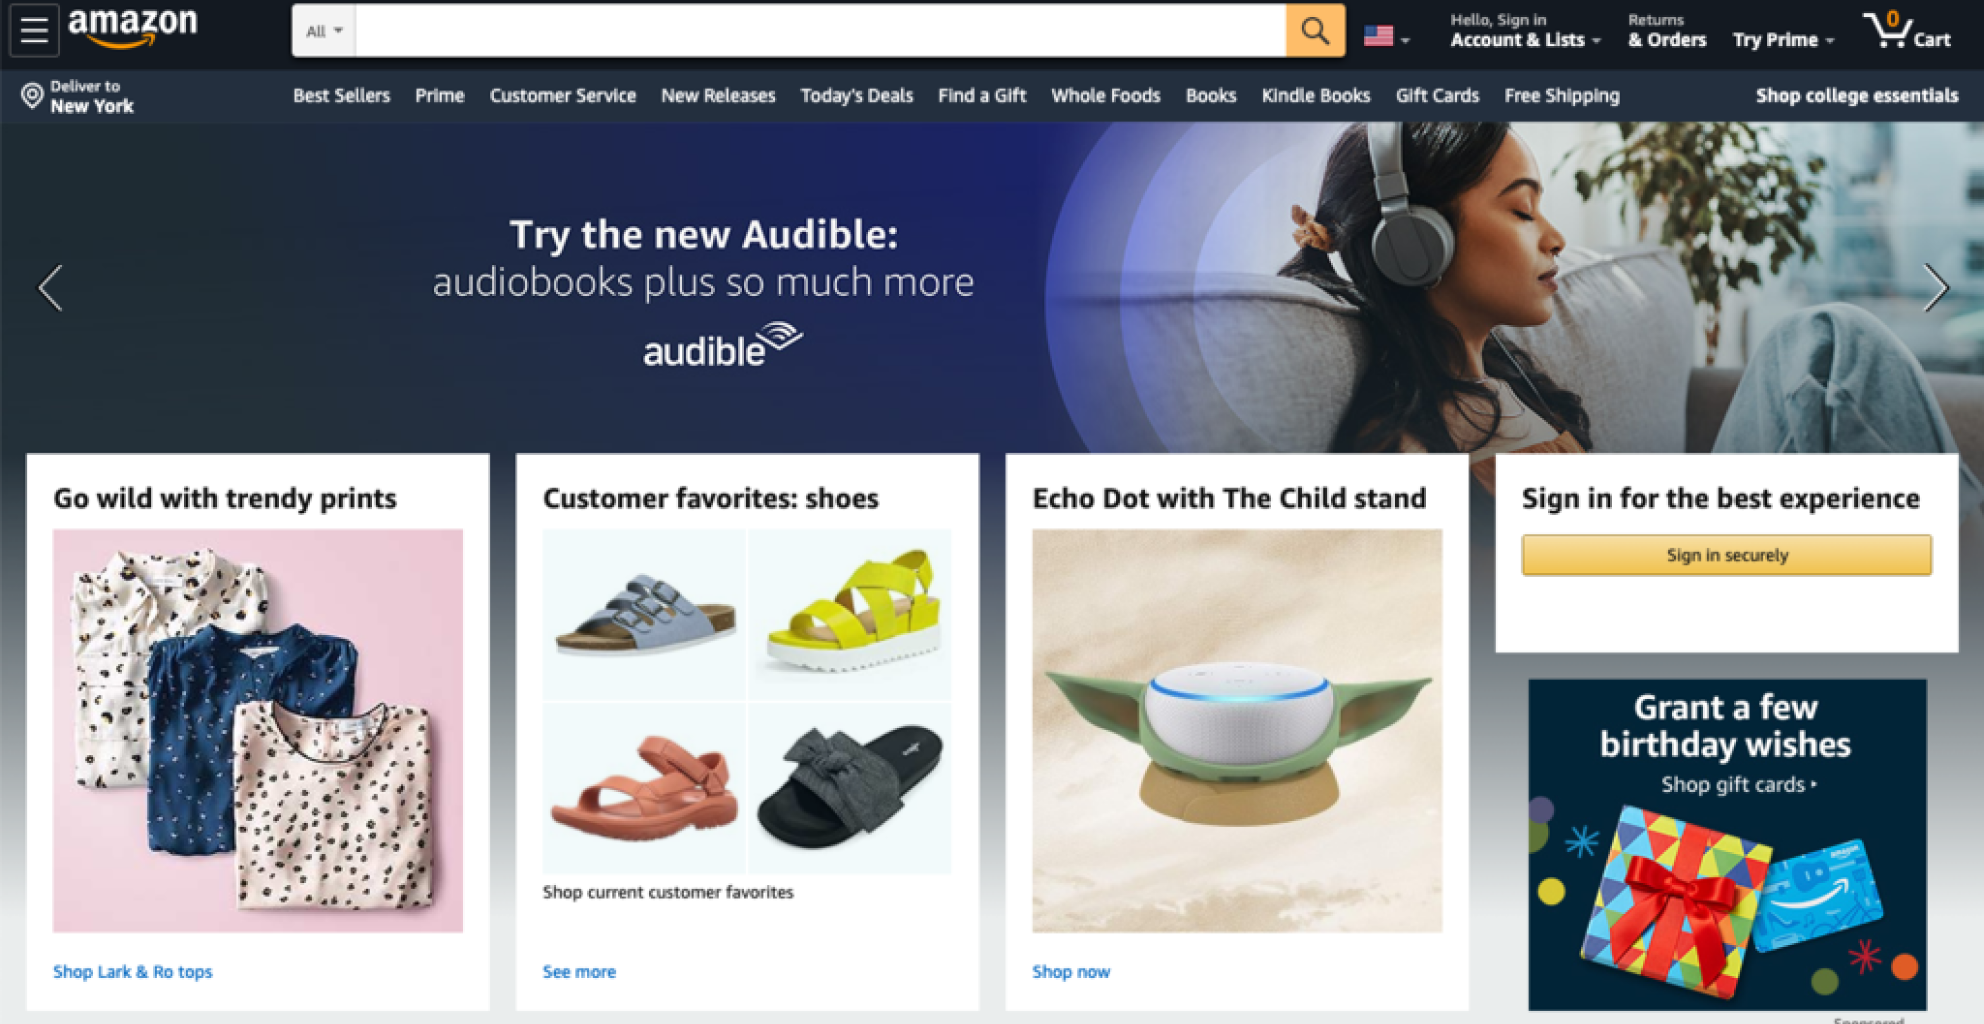 amazon
All
Hello, Sign in
Account & Lists
Returns
& Orders
Try Prime
0
Cart
Deliver to
New York
Best Sellers
Prime
Customer Service
New Releases
Today's Deals
Find a Gift
Whole Foods
Books
Kindle Books
Gift Cards
Free Shipping
Shop college essentials
Try the new Audible:
audiobooks plus so much more
audible
Go wild with trendy prints
Shop Lark & Ro tops
Customer favorites: shoes
Shop current customer favorites
See more
Echo Dot with The Child stand
Shop now
Sign in for the best experience
Sign in securely
Grant a few
birthday wishes
Shop gift cards
amazon
Sponsored